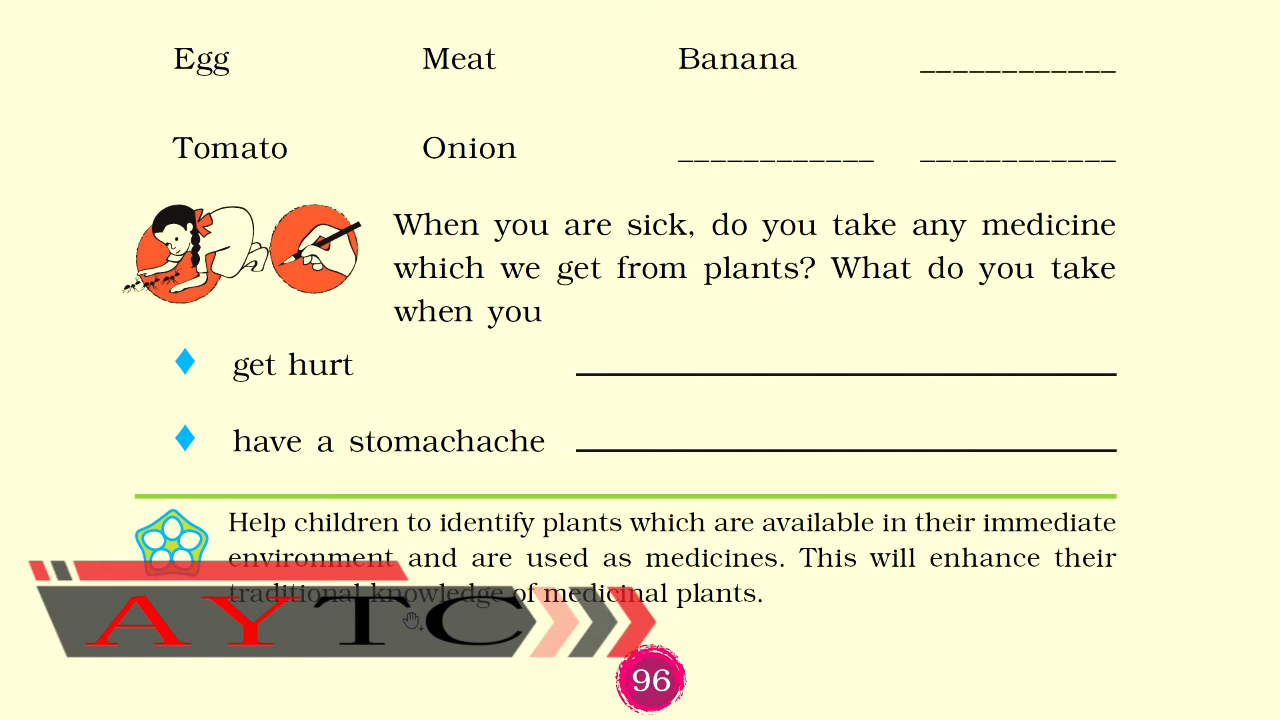 Egg Meat Banana ____________
Tomato Onion ____________ ____________
When you are sick, do you take any medicine
which we get from plants? What do you take
when you
get hurt
have a stomachache
Help children to identify plants which are available in their immediate
environment and are used as medicines. This will enhance their
traditional knowledge of medicinal plants.
AYTC
96